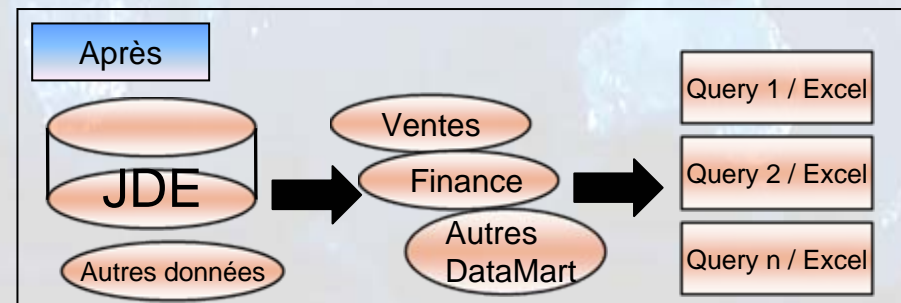 Après
JDE
Autres données
Ventes
Finance
Autres
DataMart
Query 1 / Excel
Query 2 / Excel
Query n / Excel